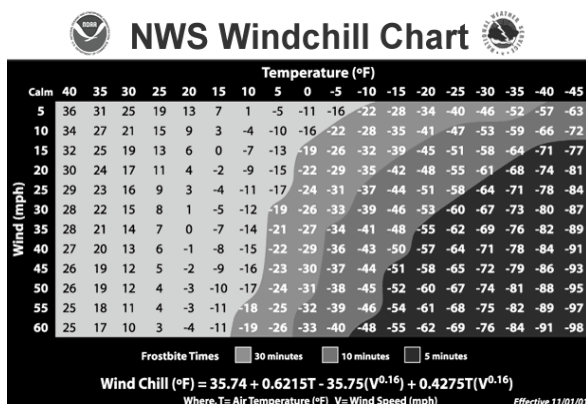 NOAA
NWS Windchill Chart
Temperature (ºF)
Calm 40 35 30 25 20 15 10 5 0 -5 -10 -15 -20 -25 -30 -35 -40 -45
5 36 31 25 19 13 7 1 -5 -11 -16 -22 -28 -34 -40 -46 -52 -57 -63
10 34 27 21 15 9 3 -4 -10 -16 -22 -28 -35 -41 -47 -53 -59 -66 -72
15 32 25 19 13 6 0 -7 -13 -19 -26 -32 -39 -45 -51 -58 -64 -71 -77
20 30 24 17 11 4 -2 -9 -15 -22 -29 -35 -42 -48 -55 -61 -68 -74 -81
25 29 23 16 9 3 -4 -11 -17 -24 -31 -37 -44 -51 -58 -64 -71 -78 -84
30 28 22 15 8 1 -5 -12 -19 -26 -33 -39 -46 -53 -60 -67 -73 -80 -87
35 28 21 14 7 0 -7 -14 -21 -27 -34 -41 -48 -55 -62 -69 -76 -82 -89
40 27 20 13 6 -1 -8 -15 -22 -29 -36 -43 -50 -57 -64 -71 -78 -84 -91
45 26 19 12 5 -2 -9 -16 -23 -30 -37 -44 -51 -58 -65 -72 -79 -86 -93
50 26 19 12 4 -3 -10 -17 -24 -31 -38 -45 -52 -60 -67 -74 -81 -88 -95
55 25 18 11 4 -3 -11 -18 -25 -32 -39 -46 -54 -61 -68 -75 -82 -89 -97
60 25 17 10 3 -4 -11 -19 -26 -33 -40 -48 -55 -62 -69 -76 -84 -91 -98
Wind (mph)
Frostbite Times 30 minutes 10 minutes 5 minutes
Wind Chill (ºF) = 35.74 + 0.6215T - 35.75(V^0.16) + 0.4275T(V^0.16)
Where, T= Air Temperature (ºF) V= Wind Speed (mph) Effective 11/01/0